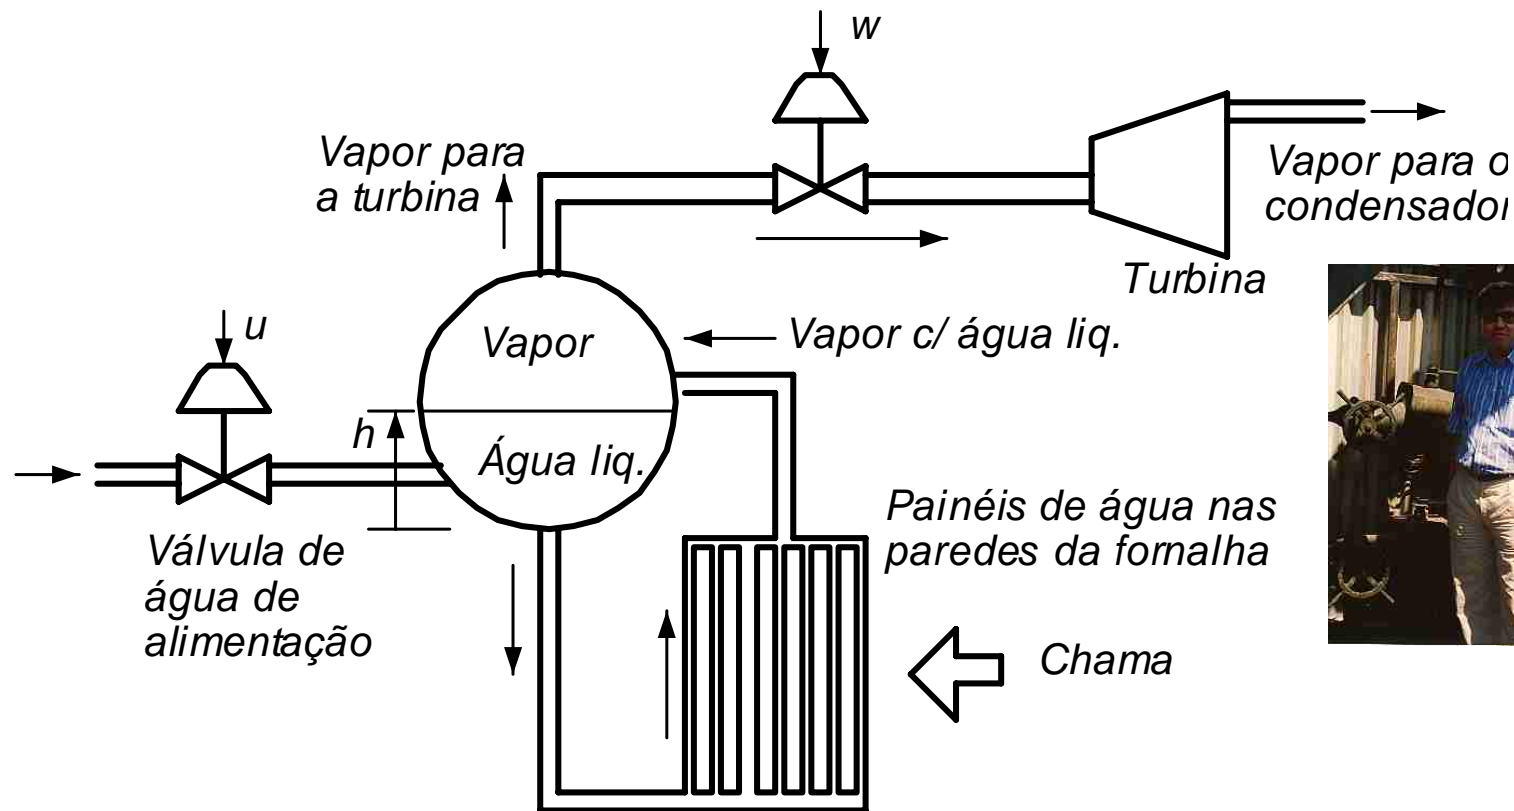 w
Vapor para
a turbina
Vapor para o
condensador
Turbina
u
Vapor
Vapor c/ água liq.
h
Água liq.
Painéis de água nas
paredes da fornalha
Válvula de
água de
alimentação
Chama